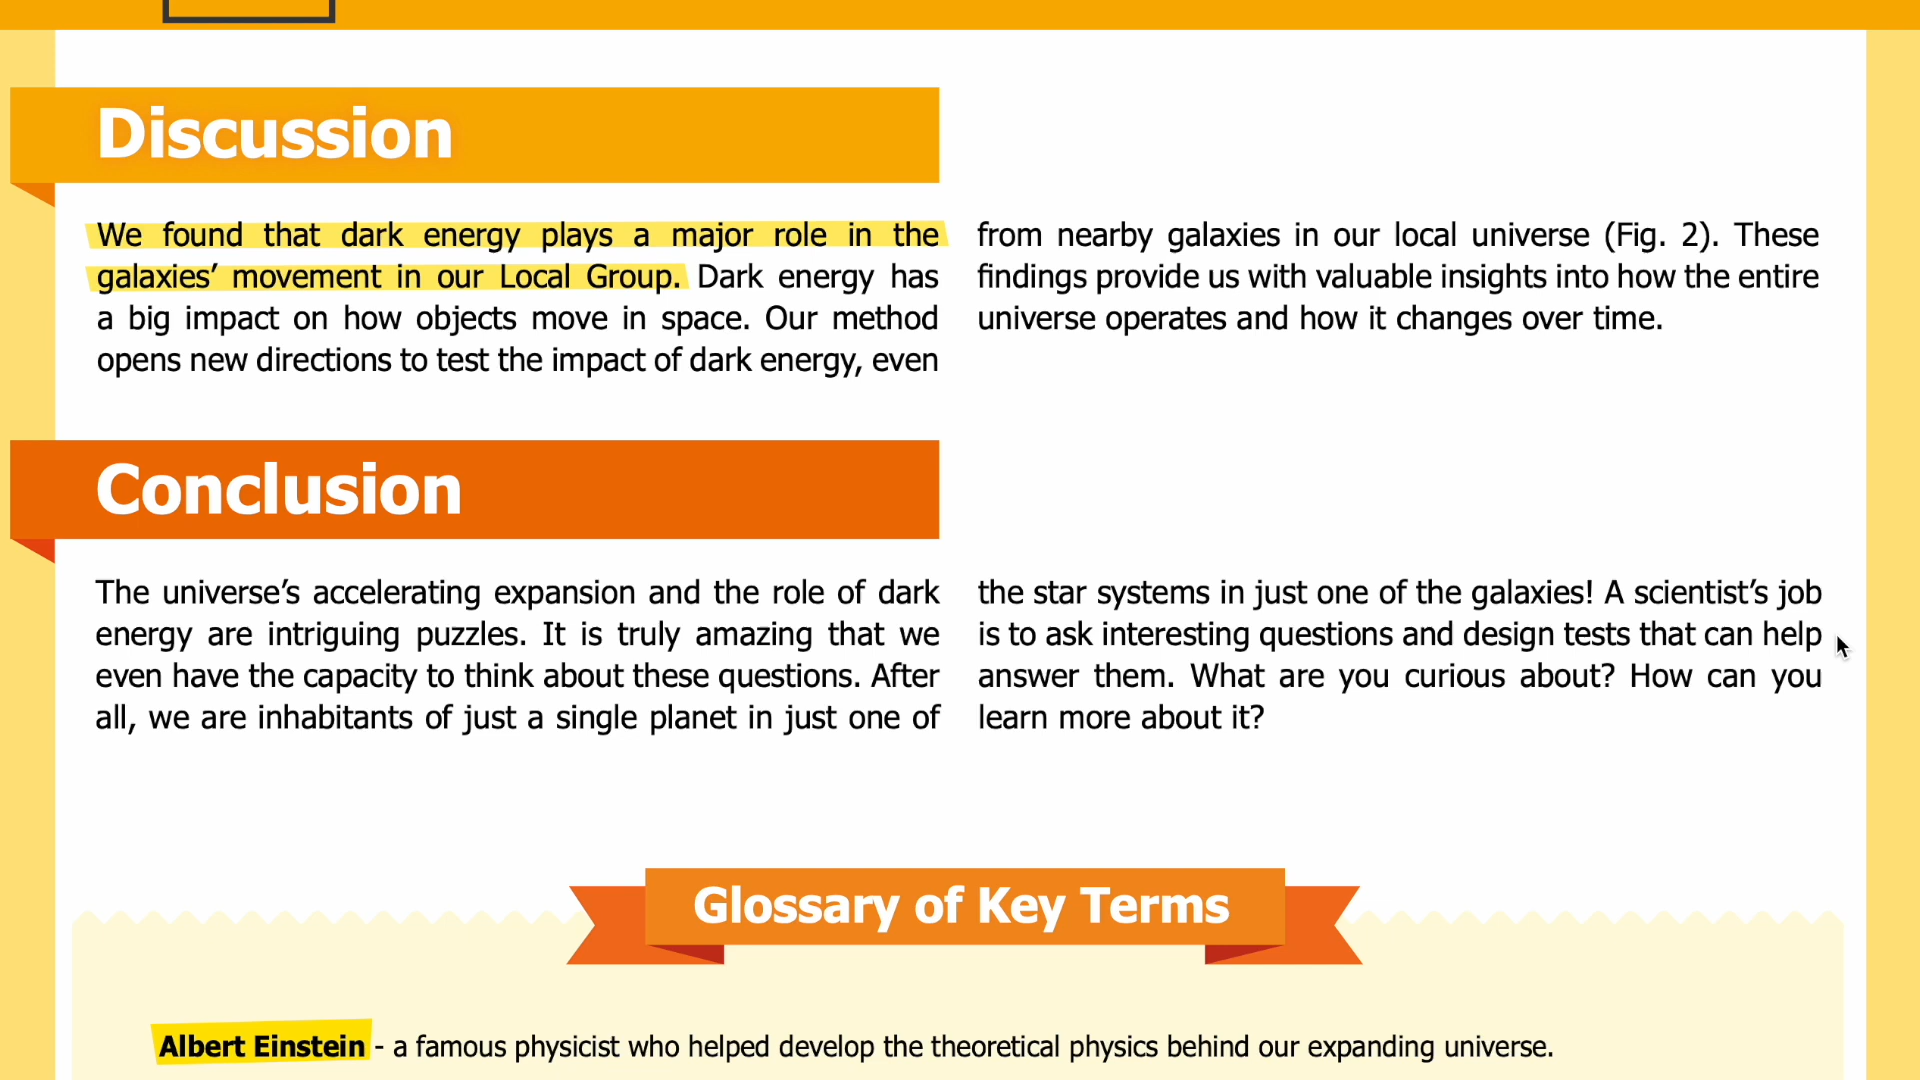 Discussion
We found that dark energy plays a major role in the
galaxies’ movement in our Local Group. Dark energy has
a big impact on how objects move in space. Our method
opens new directions to test the impact of dark energy, even
from nearby galaxies in our local universe (Fig. 2). These
findings provide us with valuable insights into how the entire
universe operates and how it changes over time.
Conclusion
The universe’s accelerating expansion and the role of dark
energy are intriguing puzzles. It is truly amazing that we
even have the capacity to think about these questions. After
all, we are inhabitants of just a single planet in just one of
the star systems in just one of the galaxies! A scientist’s job
is to ask interesting questions and design tests that can help
answer them. What are you curious about? How can you
learn more about it?
Glossary of Key Terms
Albert Einstein - a famous physicist who helped develop the theoretical physics behind our expanding universe.